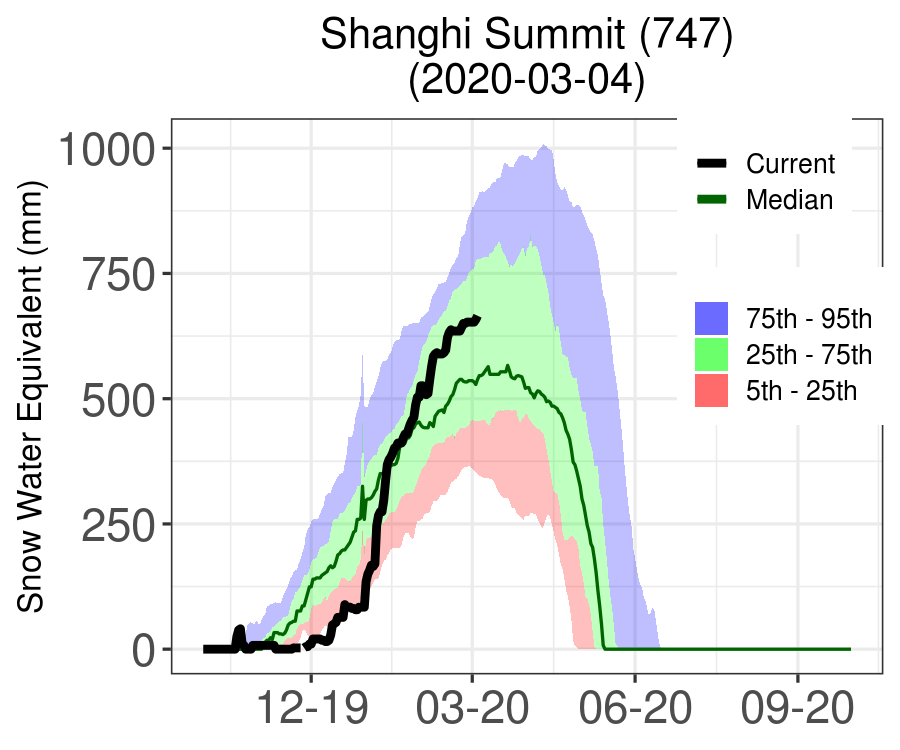 Shanghi Summit (747)
(2020-03-04)
Snow Water Equivalent (mm)
1000
750
500
250
0
12-19
03-20
06-20
09-20
Current
Median
75th - 95th
25th - 75th
5th - 25th